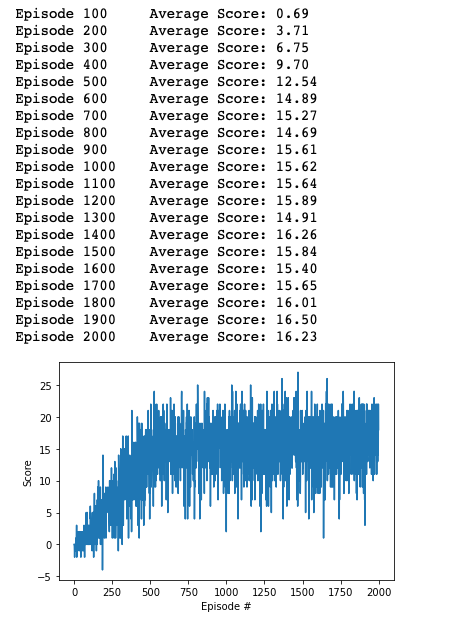 Episode 100 Average Score: 0.69
Episode 200 Average Score: 3.71
Episode 300 Average Score: 6.75
Episode 400 Average Score: 9.70
Episode 500 Average Score: 12.54
Episode 600 Average Score: 14.89
Episode 700 Average Score: 15.27
Episode 800 Average Score: 14.69
Episode 900 Average Score: 15.61
Episode 1000 Average Score: 15.62
Episode 1100 Average Score: 15.64
Episode 1200 Average Score: 15.89
Episode 1300 Average Score: 14.91
Episode 1400 Average Score: 16.26
Episode 1500 Average Score: 15.84
Episode 1600 Average Score: 15.40
Episode 1700 Average Score: 15.65
Episode 1800 Average Score: 16.01
Episode 1900 Average Score: 16.50
Episode 2000 Average Score: 16.23
25
20
15
10
5
0
−5
Score
0 250 500 750 1000 1250 1500 1750 2000
Episode #